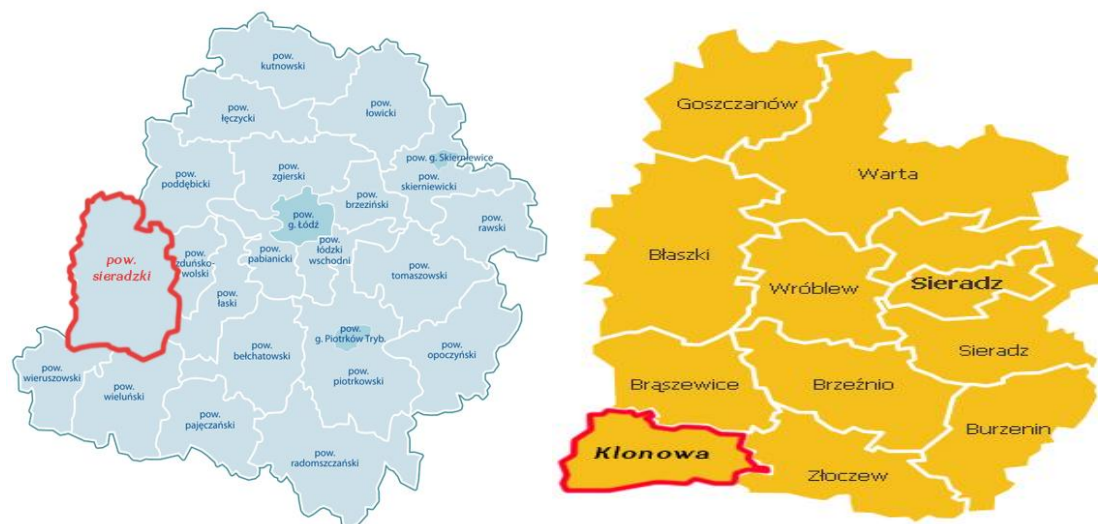 pow.
kutnowski
pow.
łęczycki
pow.
łowicki
pow. g. Skierniewice
pow.
skierniewicki
pow.
poddębicki
pow.
zgierski
pow.
brzeziński
pow.
rawski
pow.
g. Łódź
pow.
sieradzki
pow.
zduńsko-
wolski
pow.
pabianicki
pow.
łódzki
wschodni
pow.
tomaszowski
pow.
łaski
pow.
g. Piotrków Tryb.
pow.
bełchatowski
pow.
opoczyński
pow.
wieruszowski
pow.
wieluński
pow.
piotrkowski
pow.
pajęczański
pow.
radomszczański
Goszczanów
Warta
Błaszki
Wróblew
Sieradz
Sieradz
Brąszewice
Brzeźnio
Burzenin
Klonowa
Złoczew